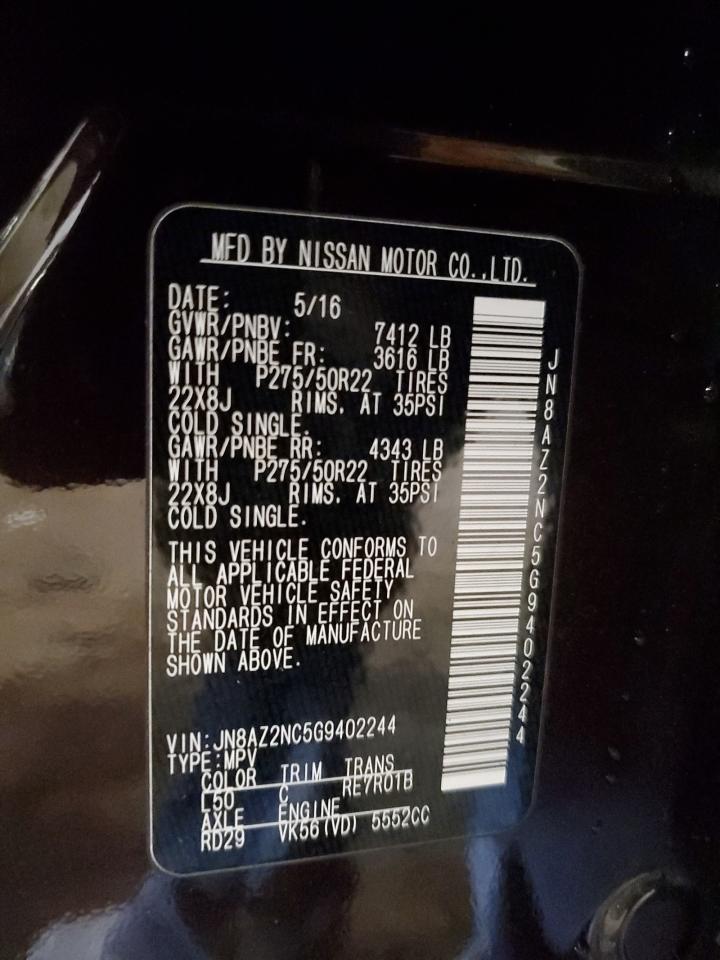 MFD BY NISSAN MOTOR CO.,LTD.
DATE: 5/16
GVWR/PNBV: 7412 LB
GAWR/PNBE FR: 3616 LB
WITH P275/50R22 TIRES
22X8J RIMS. AT 35PSI
COLD SINGLE.
GAWR/PNBE RR: 4343 LB
WITH P275/50R22 TIRES
22X8J RIMS. AT 35PSI
COLD SINGLE.
THIS VEHICLE CONFORMS TO
ALL APPLICABLE FEDERAL
MOTOR VEHICLE SAFETY
STANDARDS IN EFFECT ON
THE DATE OF MANUFACTURE
SHOWN ABOVE.
VIN:JN8AZ2NC5G9402244
TYPE:MPV
COLOR TRIM TRANS
L50 C RE7R01B
AXLE ENGINE
RD29 VK56(VD) 5552CC
JN8AZ2NC5G9402244